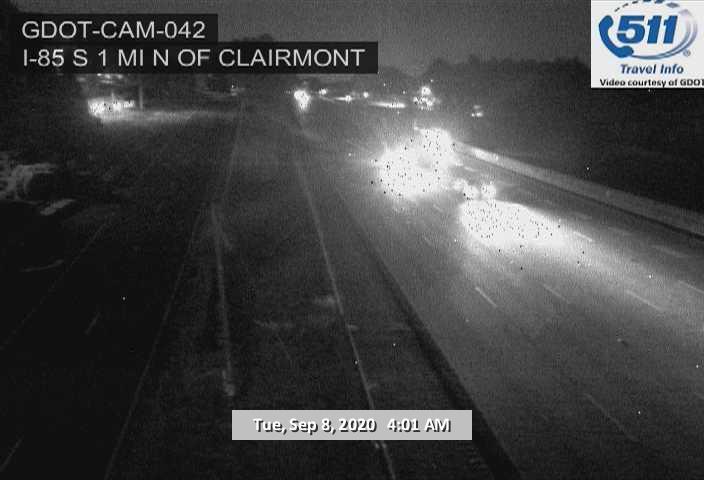 GDOT-CAM-042
I-85 S 1 MI N OF CLAIRMONT
511
Travel Info
Video courtesy of GDOT
Tue, Sep 8, 2020 4:01 AM